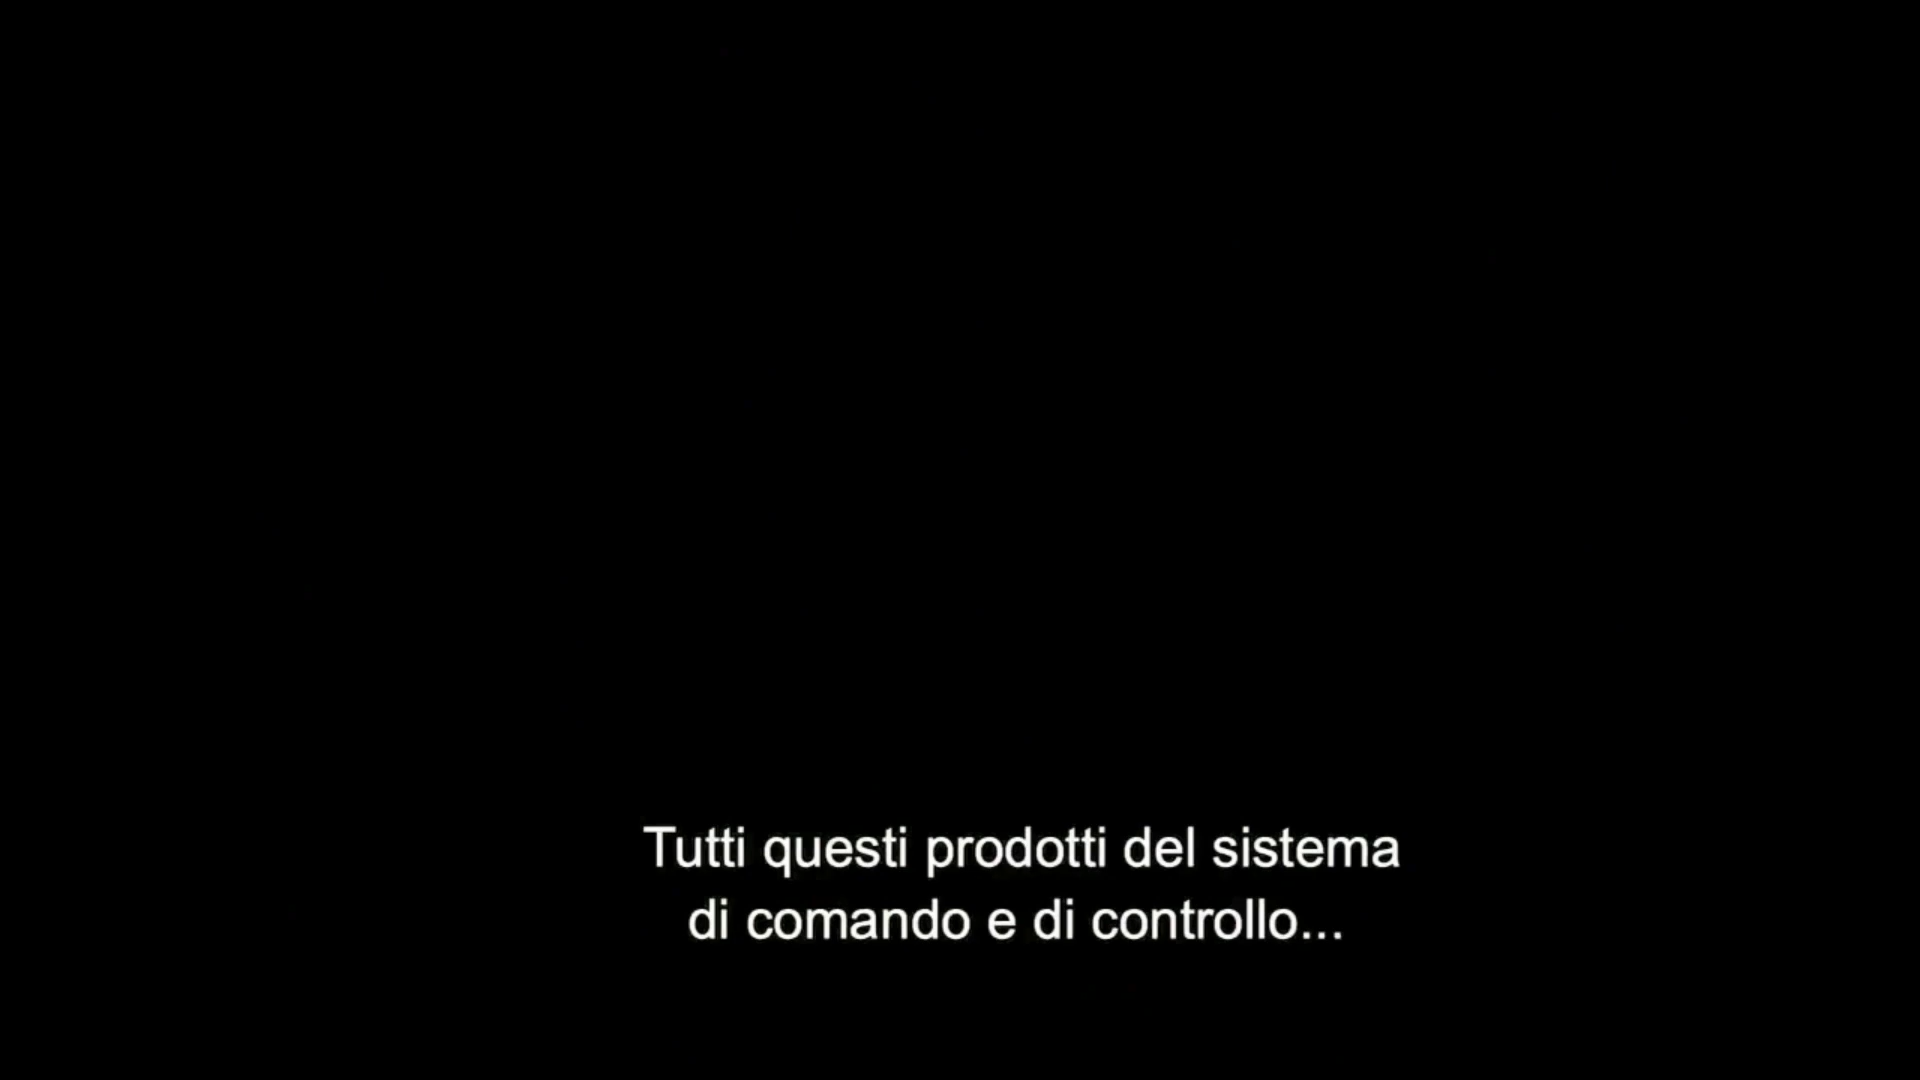 Tutti questi prodotti del sistema
di comando e di controllo...